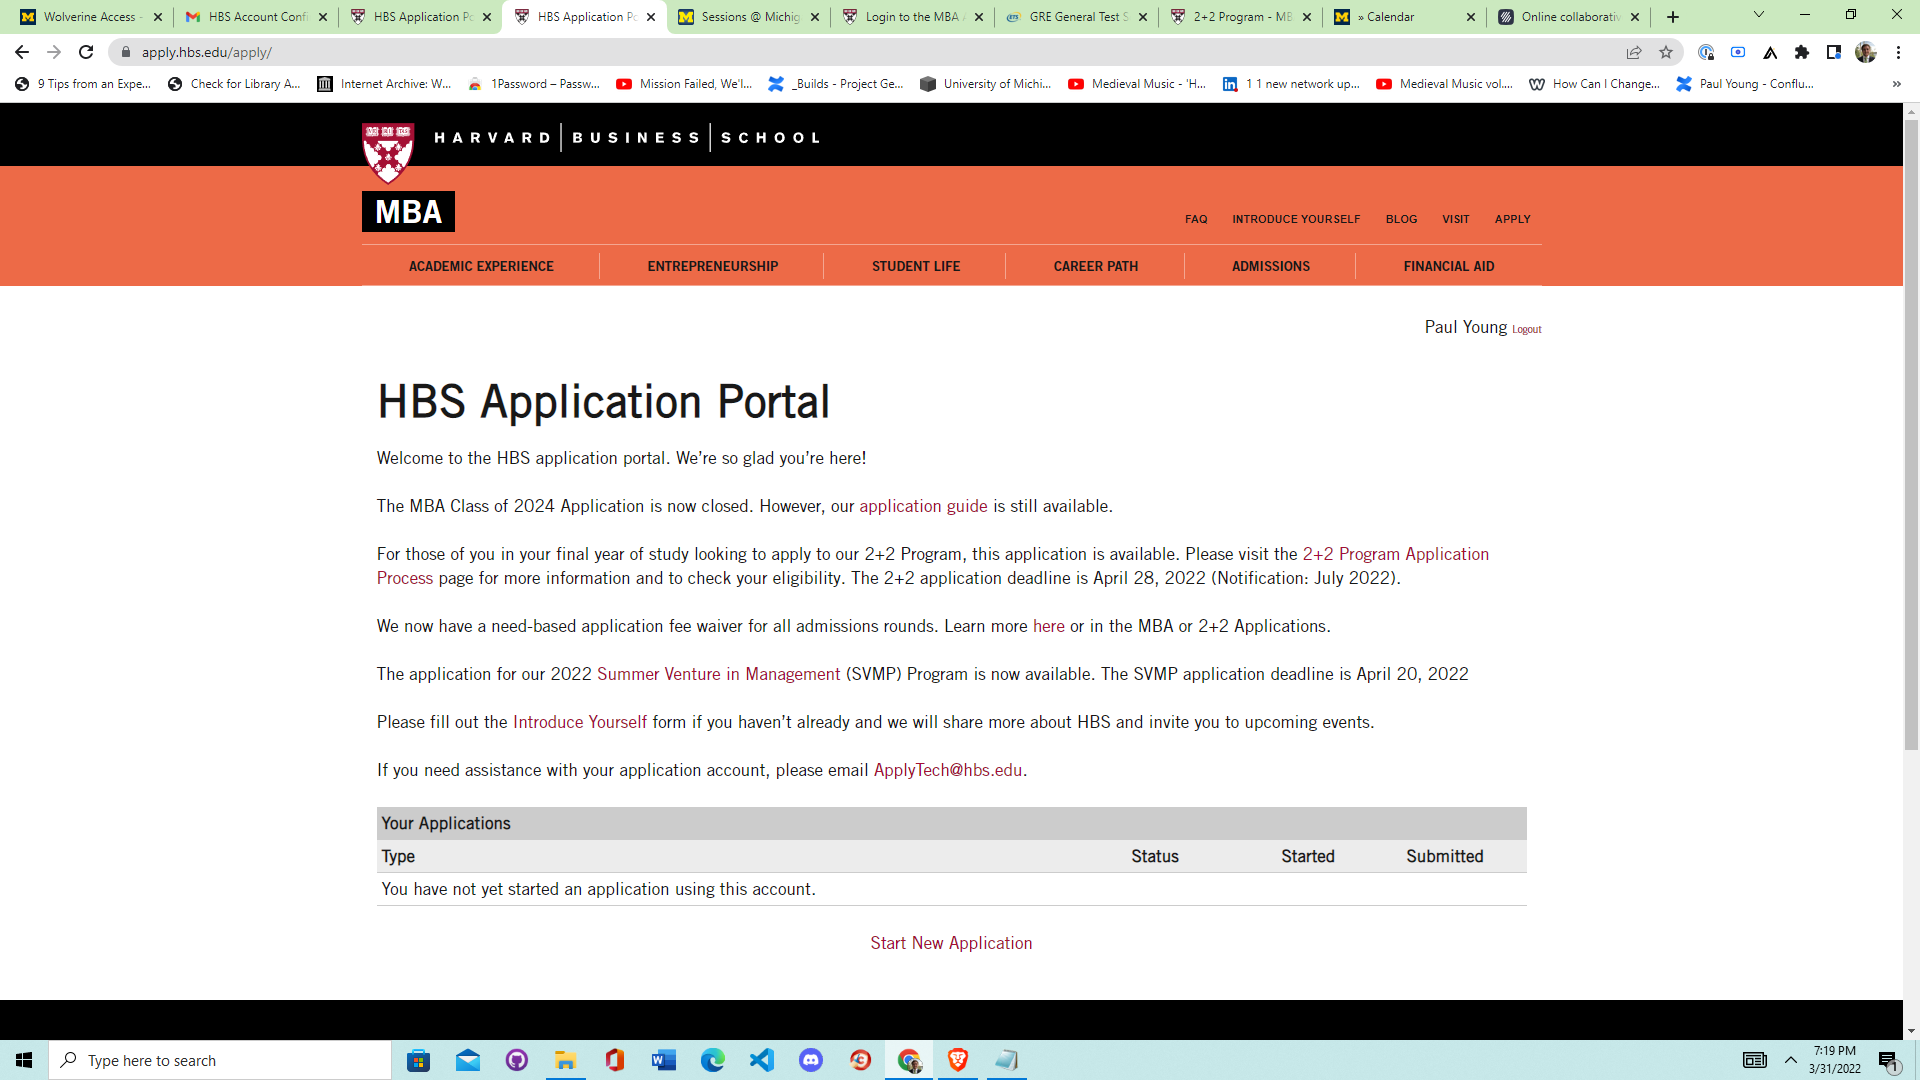 Wolverine Access -
HBS Account Conf
HBS Application Po
HBS Application Po
Sessions @ Michig
Login to the MBA A
GRE General Test S
2+2 Program - MB
» Calendar
Online collaborativ
apply.hbs.edu/apply/
9 Tips from an Expe...
Check for Library A...
Internet Archive: W...
1Password – Passw...
Mission Failed, We'l...
_Builds - Project Ge...
University of Michi...
Medieval Music - 'H...
1 1 new network up...
Medieval Music vol....
How Can I Change...
Paul Young - Conflu...
»
HARVARD | BUSINESS | SCHOOL
MBA
FAQ INTRODUCE YOURSELF BLOG VISIT APPLY
ACADEMIC EXPERIENCE ENTREPRENEURSHIP STUDENT LIFE CAREER PATH ADMISSIONS FINANCIAL AID
Paul Young Logout
HBS Application Portal
Welcome to the HBS application portal. We're so glad you're here!
The MBA Class of 2024 Application is now closed. However, our application guide is still available.
For those of you in your final year of study looking to apply to our 2+2 Program, this application is available. Please visit the 2+2 Program Application
Process page for more information and to check your eligibility. The 2+2 application deadline is April 28, 2022 (Notification: July 2022).
We now have a need-based application fee waiver for all admissions rounds. Learn more here or in the MBA or 2+2 Applications.
The application for our 2022 Summer Venture in Management (SVMP) Program is now available. The SVMP application deadline is April 20, 2022
Please fill out the Introduce Yourself form if you haven't already and we will share more about HBS and invite you to upcoming events.
If you need assistance with your application account, please email ApplyTech@hbs.edu.
Your Applications
Type Status Started Submitted
You have not yet started an application using this account.
Start New Application
Type here to search
7:19 PM
3/31/2022
1